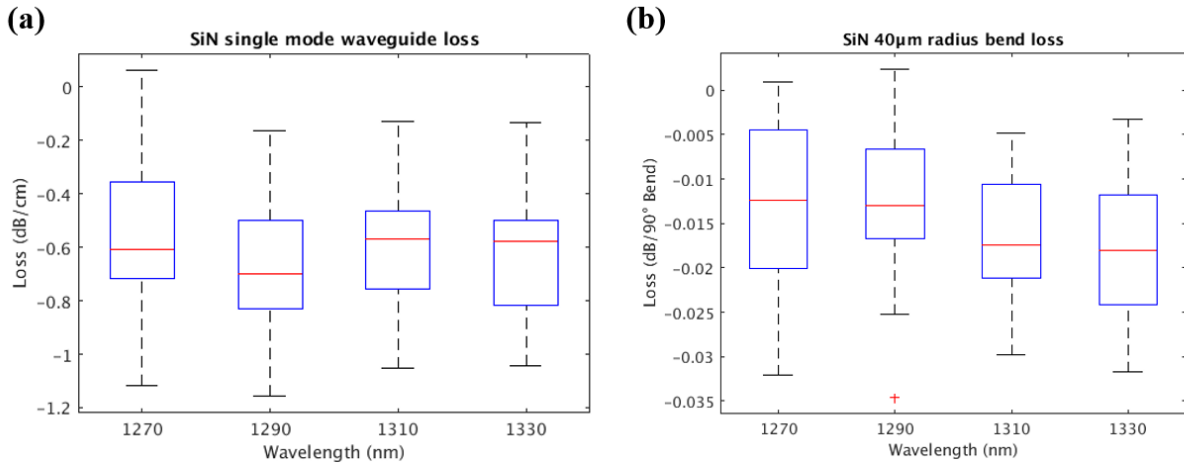 (a)
SiN single mode waveguide loss
Loss (dB/cm)
0
-0.2
-0.4
-0.6
-0.8
-1
-1.2
1270
1290
1310
1330
Wavelength (nm)
(b)
SiN 40μm radius bend loss
Loss (dB/90° Bend)
0
-0.005
-0.01
-0.015
-0.02
-0.025
-0.03
-0.035
1270
1290
1310
1330
Wavelength (nm)